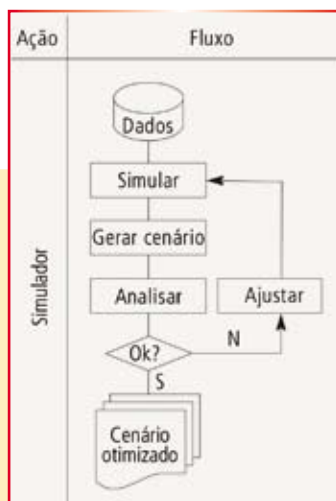 Ação
Fluxo
Simulador
Dados
Simular
Gerar cenário
Analisar
Ajustar
Ok?
N
S
Cenário
otimizado